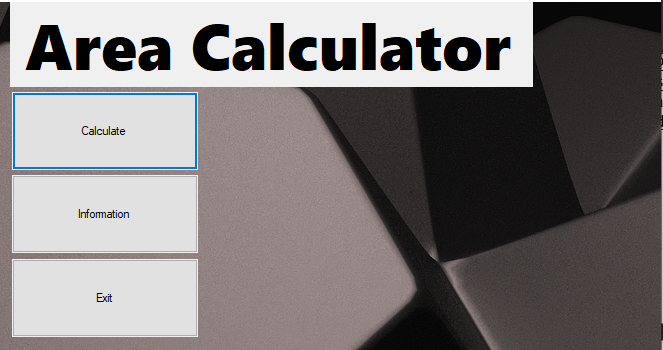 Area Calculator
Calculate
Information
Exit